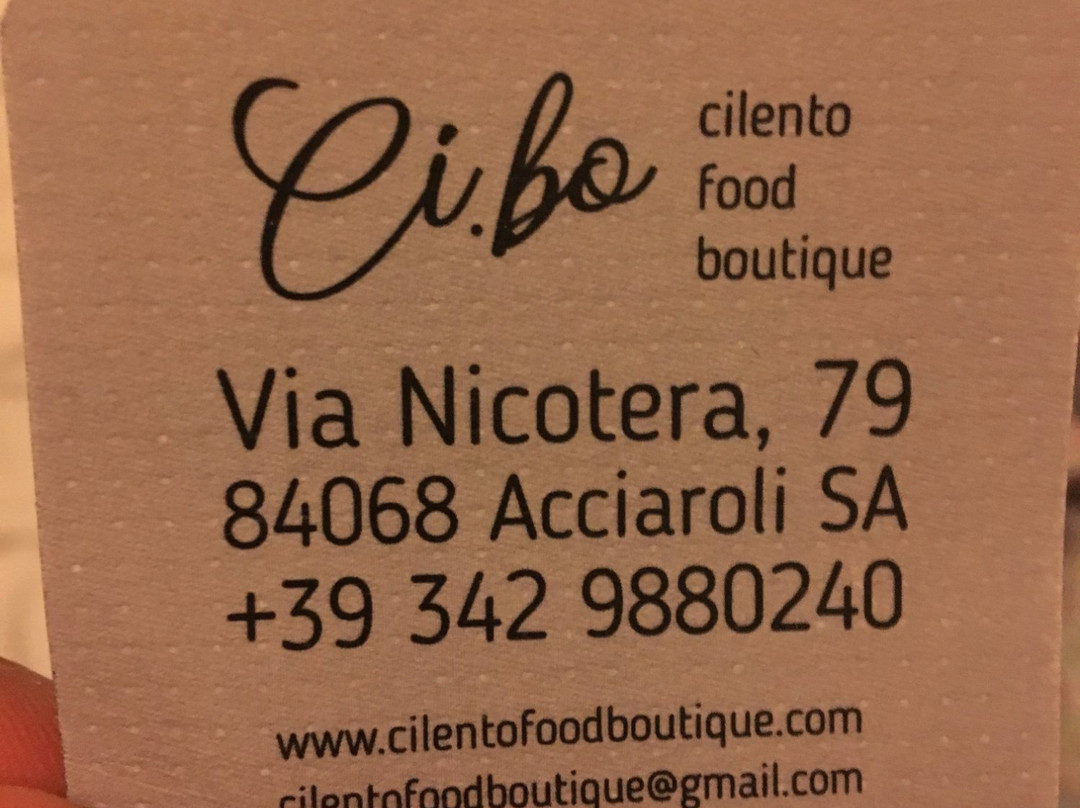 Ci.bo
cilento
food
boutique
Via Nicotera, 79
84068 Acciaroli SA
+39 342 9880240
www.cilentofoodboutique.com
cilentofoodboutique@gmail.com